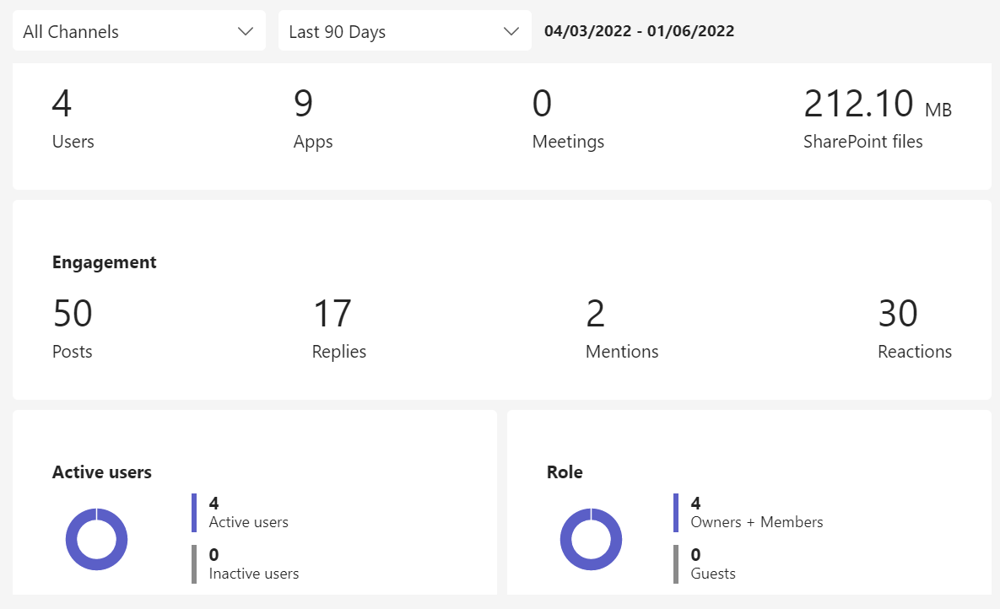 All Channels
Last 90 Days
04/03/2022 - 01/06/2022
4
Users
9
Apps
0
Meetings
212.10 MB
SharePoint files
Engagement
50
Posts
17
Replies
2
Mentions
30
Reactions
Active users
4
Active users
0
Inactive users
Role
4
Owners + Members
0
Guests